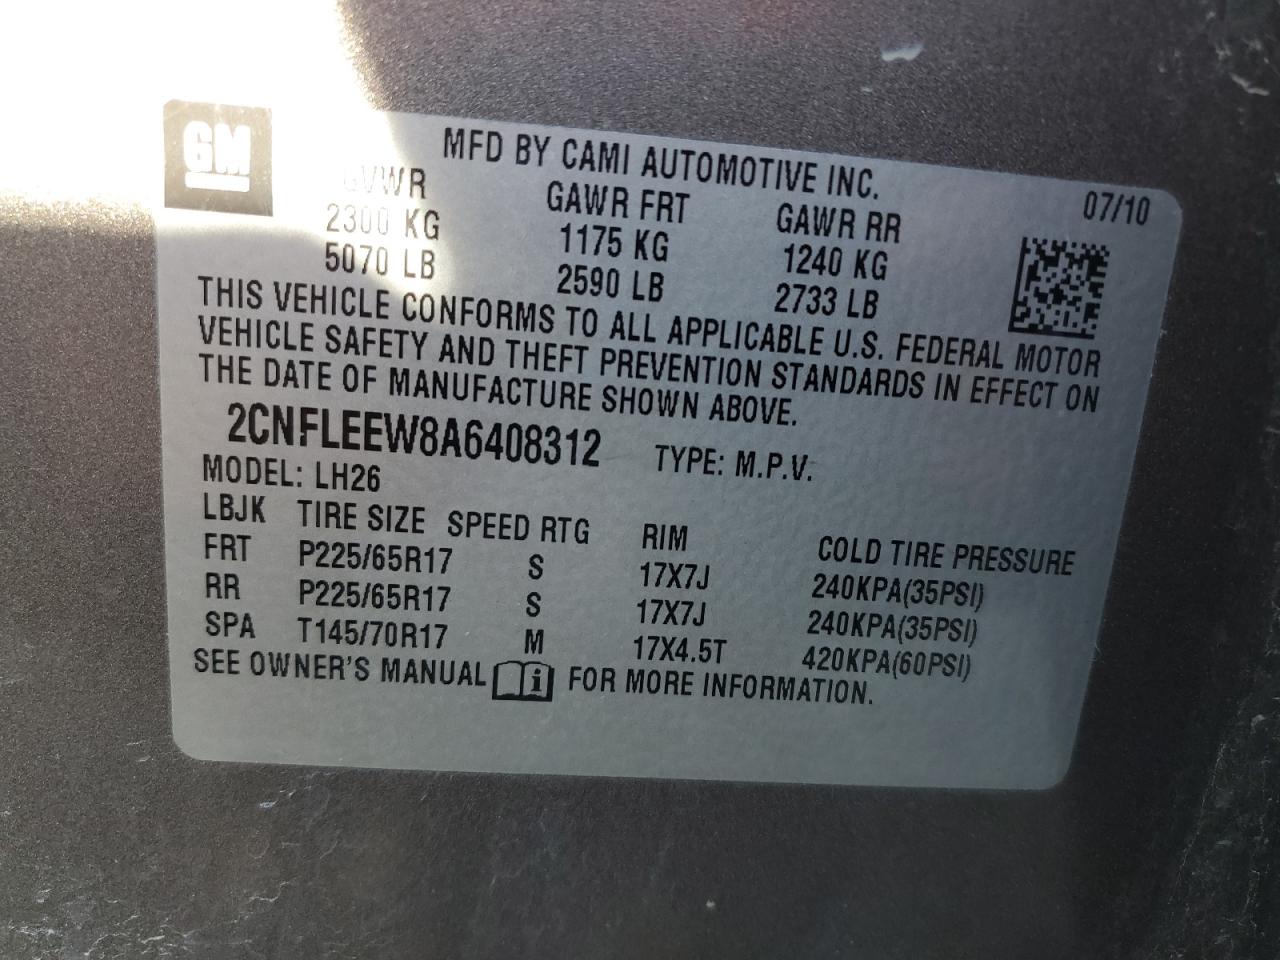 GM
MFD BY CAMI AUTOMOTIVE INC.
07/10
GVWR GAWR FRT GAWR RR
2300 KG 1175 KG 1240 KG
5070 LB 2590 LB 2733 LB
THIS VEHICLE CONFORMS TO ALL APPLICABLE U.S. FEDERAL MOTOR
VEHICLE SAFETY AND THEFT PREVENTION STANDARDS IN EFFECT ON
THE DATE OF MANUFACTURE SHOWN ABOVE.
2CNFLEEW8A6408312 TYPE: M.P.V.
MODEL: LH26
LBJK TIRE SIZE SPEED RTG RIM COLD TIRE PRESSURE
FRT P225/65R17 S 17X7J 240KPA(35PSI)
RR P225/65R17 S 17X7J 240KPA(35PSI)
SPA T145/70R17 M 17X4.5T 420KPA(60PSI)
SEE OWNER'S MANUAL i FOR MORE INFORMATION.